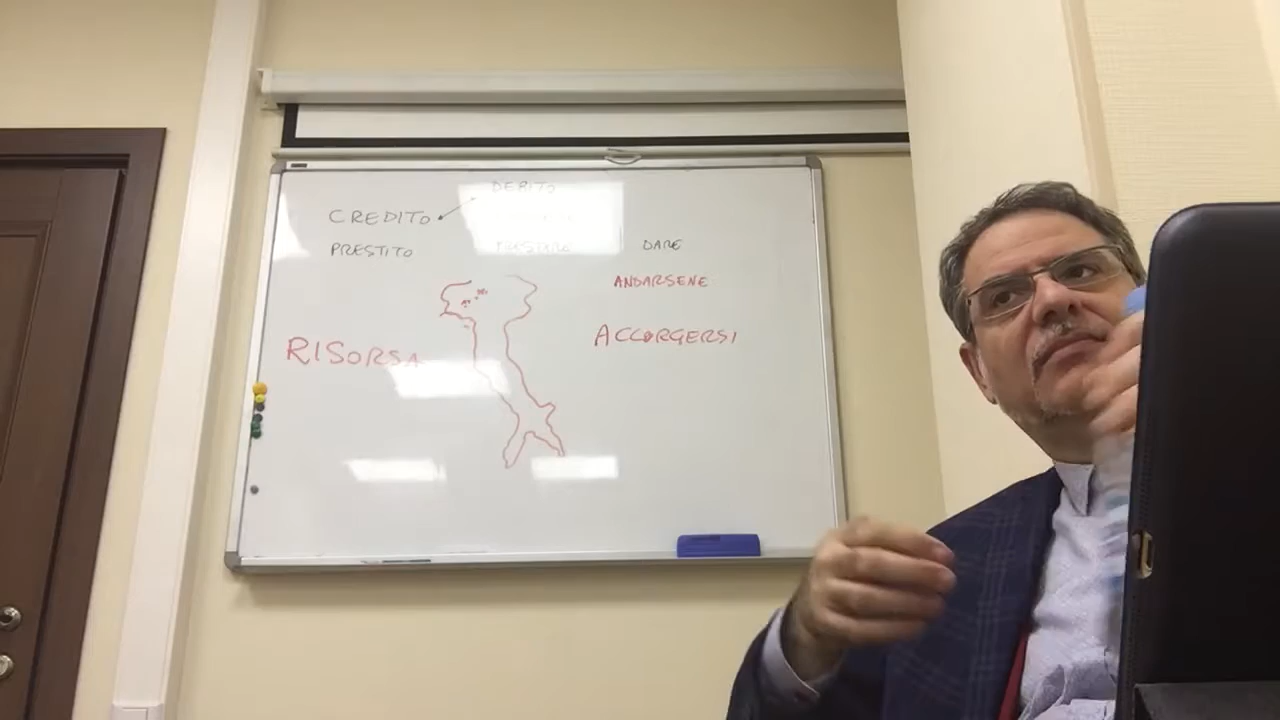 DEBITO
CREDITO
PRESTITO
DARE
ANDARSENE
ACCORGERSI
RISORSA